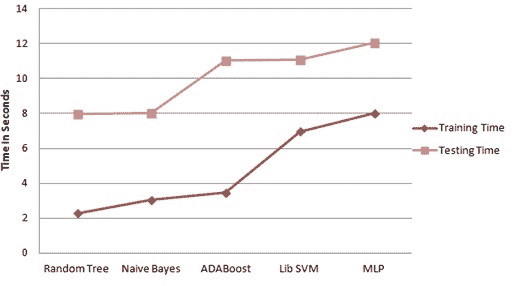 14
12
10
8
6
4
2
0
Time in Seconds
Random Tree
Naive Bayes
ADABoost
Lib SVM
MLP
Training Time
Testing Time